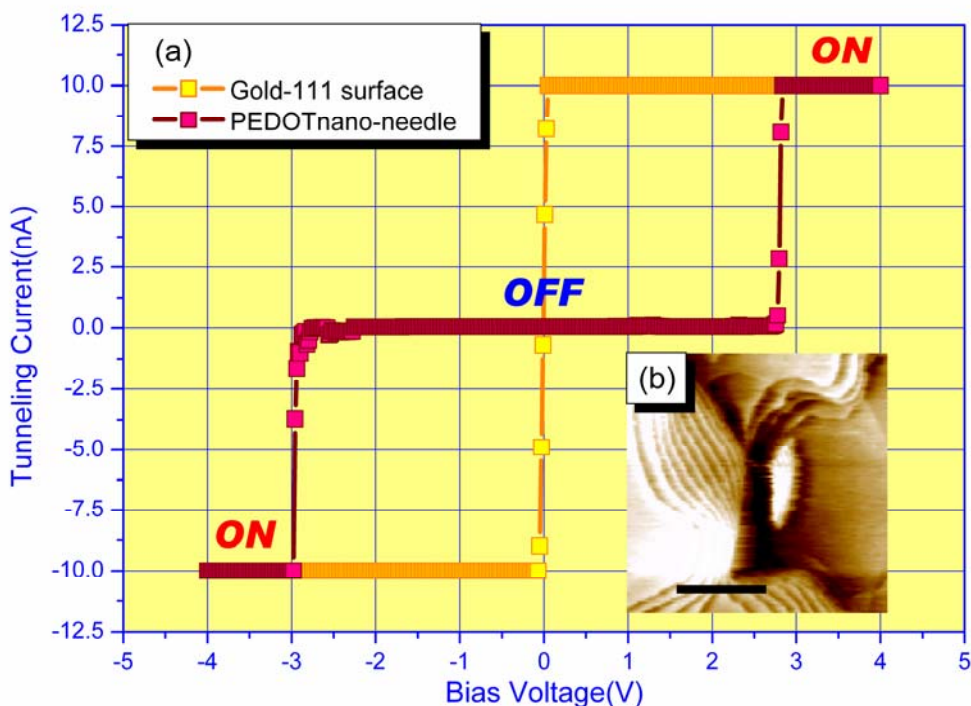 12.5
10.0
7.5
5.0
2.5
0.0
-2.5
-5.0
-7.5
-10.0
-12.5
Tunneling Current(nA)
(a)
Gold-111 surface
PEDOTnano-needle
ON
OFF
(b)
ON
-5 -4 -3 -2 -1 0 1 2 3 4 5
Bias Voltage(V)